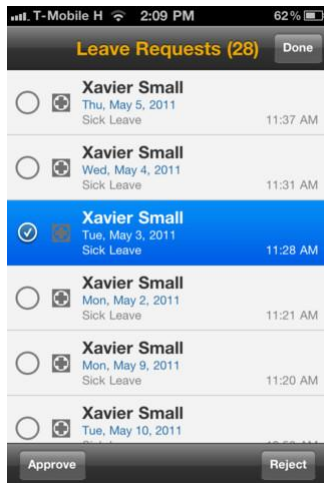 T-Mobile H 2:09 PM 62%
Leave Requests (28) Done
Xavier Small
Thu, May 5, 2011
Sick Leave 11:37 AM
Xavier Small
Wed, May 4, 2011
Sick Leave 11:31 AM
Xavier Small
Tue, May 3, 2011
Sick Leave 11:28 AM
Xavier Small
Mon, May 2, 2011
Sick Leave 11:21 AM
Xavier Small
Mon, May 9, 2011
Sick Leave 11:20 AM
Xavier Small
Tue, May 10, 2011
Approve Reject